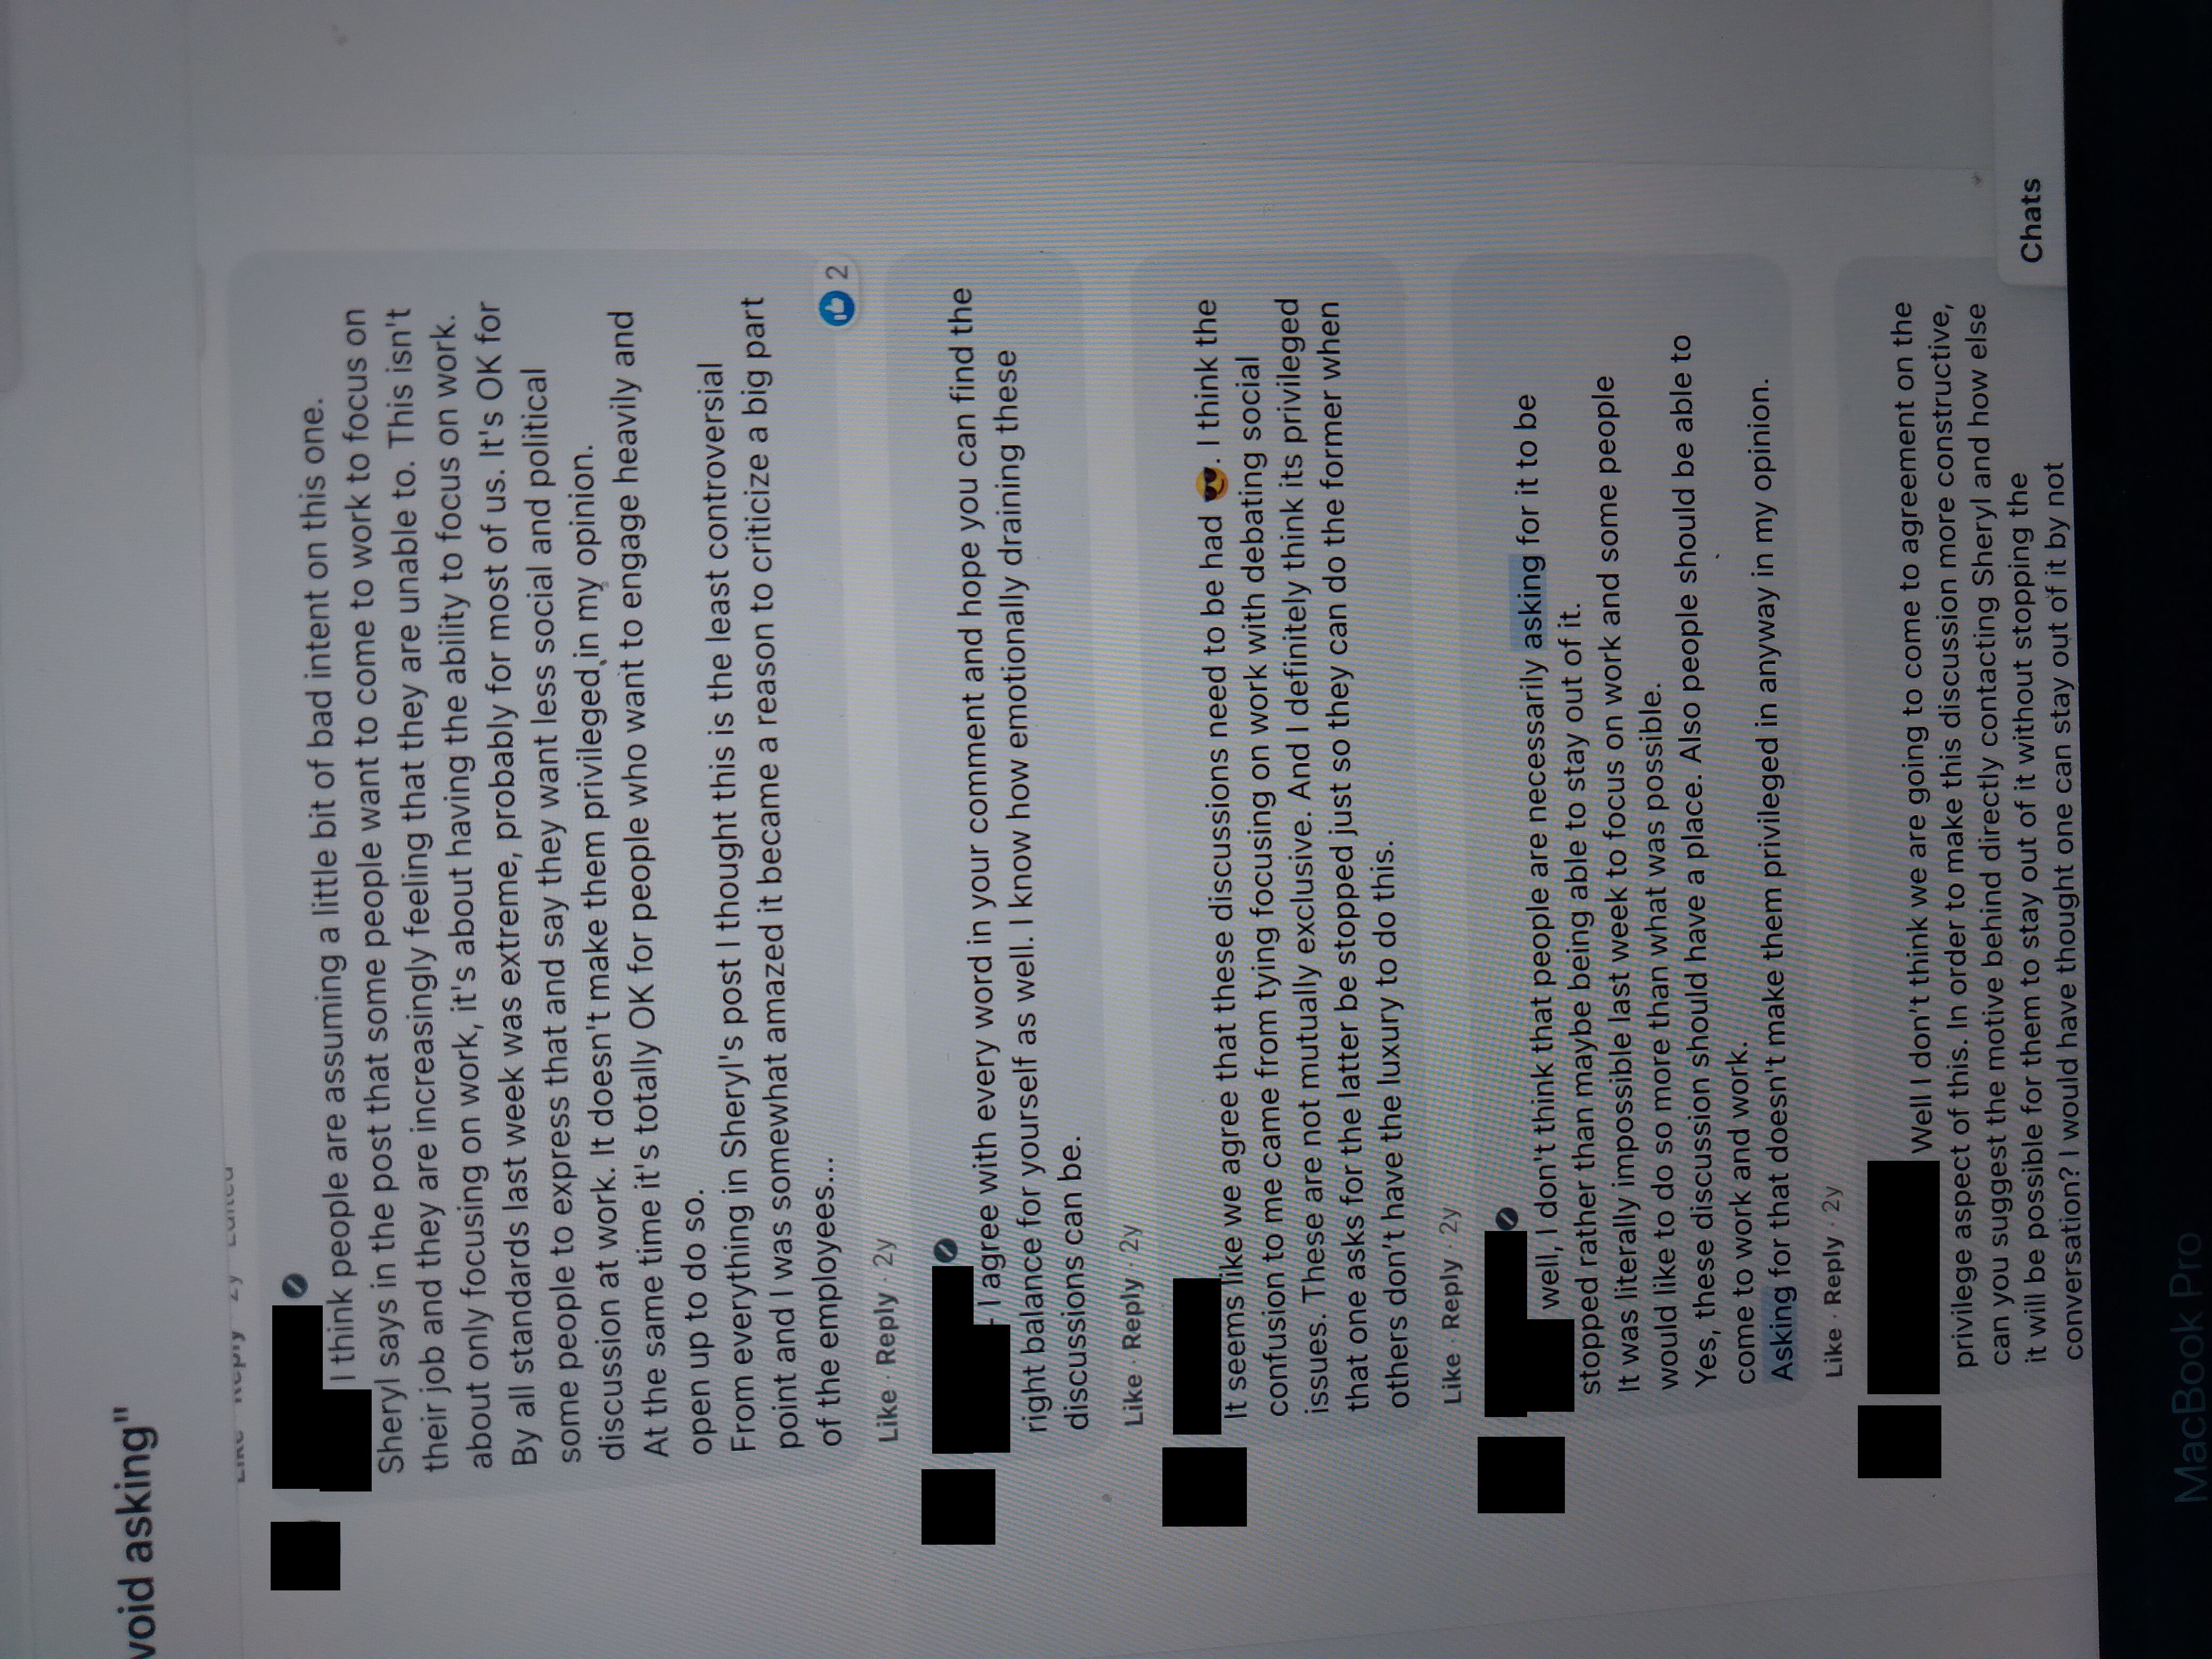 void asking"
Like Reply 2y Edited
I think people are assuming a little bit of bad intent on this one.
Sheryl says in the post that some people want to come to work to focus on
their job and they are increasingly feeling that they are unable to. This isn't
about only focusing on work, it's about having the ability to focus on work.
By all standards last week was extreme, probably for most of us. It's OK for
some people to express that and say they want less social and political
discussion at work. It doesn't make them privileged in my opinion.
At the same time it's totally OK for people who want to engage heavily and
open up to do so.
From everything in Sheryl's post I thought this is the least controversial
point and I was somewhat amazed it became a reason to criticize a big part
of the employees...
2
Like · Reply · 2y
- I agree with every word in your comment and hope you can find the
right balance for yourself as well. I know how emotionally draining these
discussions can be.
Like · Reply · 2y
It seems like we agree that these discussions need to be had 😎. I think the
confusion to me came from tying focusing on work with debating social
issues. These are not mutually exclusive. And I definitely think its privileged
that one asks for the latter be stopped just so they can do the former when
others don't have the luxury to do this.
Like · Reply · 2y
well, I don't think that people are necessarily asking for it to be
stopped rather than maybe being able to stay out of it.
It was literally impossible last week to focus on work and some people
would like to do so more than what was possible.
Yes, these discussion should have a place. Also people should be able to
come to work and work.
Asking for that doesn't make them privileged in anyway in my opinion.
Like · Reply · 2y
Well I don't think we are going to come to agreement on the
privilege aspect of this. In order to make this discussion more constructive,
can you suggest the motive behind directly contacting Sheryl and how else
it will be possible for them to stay out of it without stopping the
conversation? I would have thought one can stay out of it by not
Chats
MacBook Pro